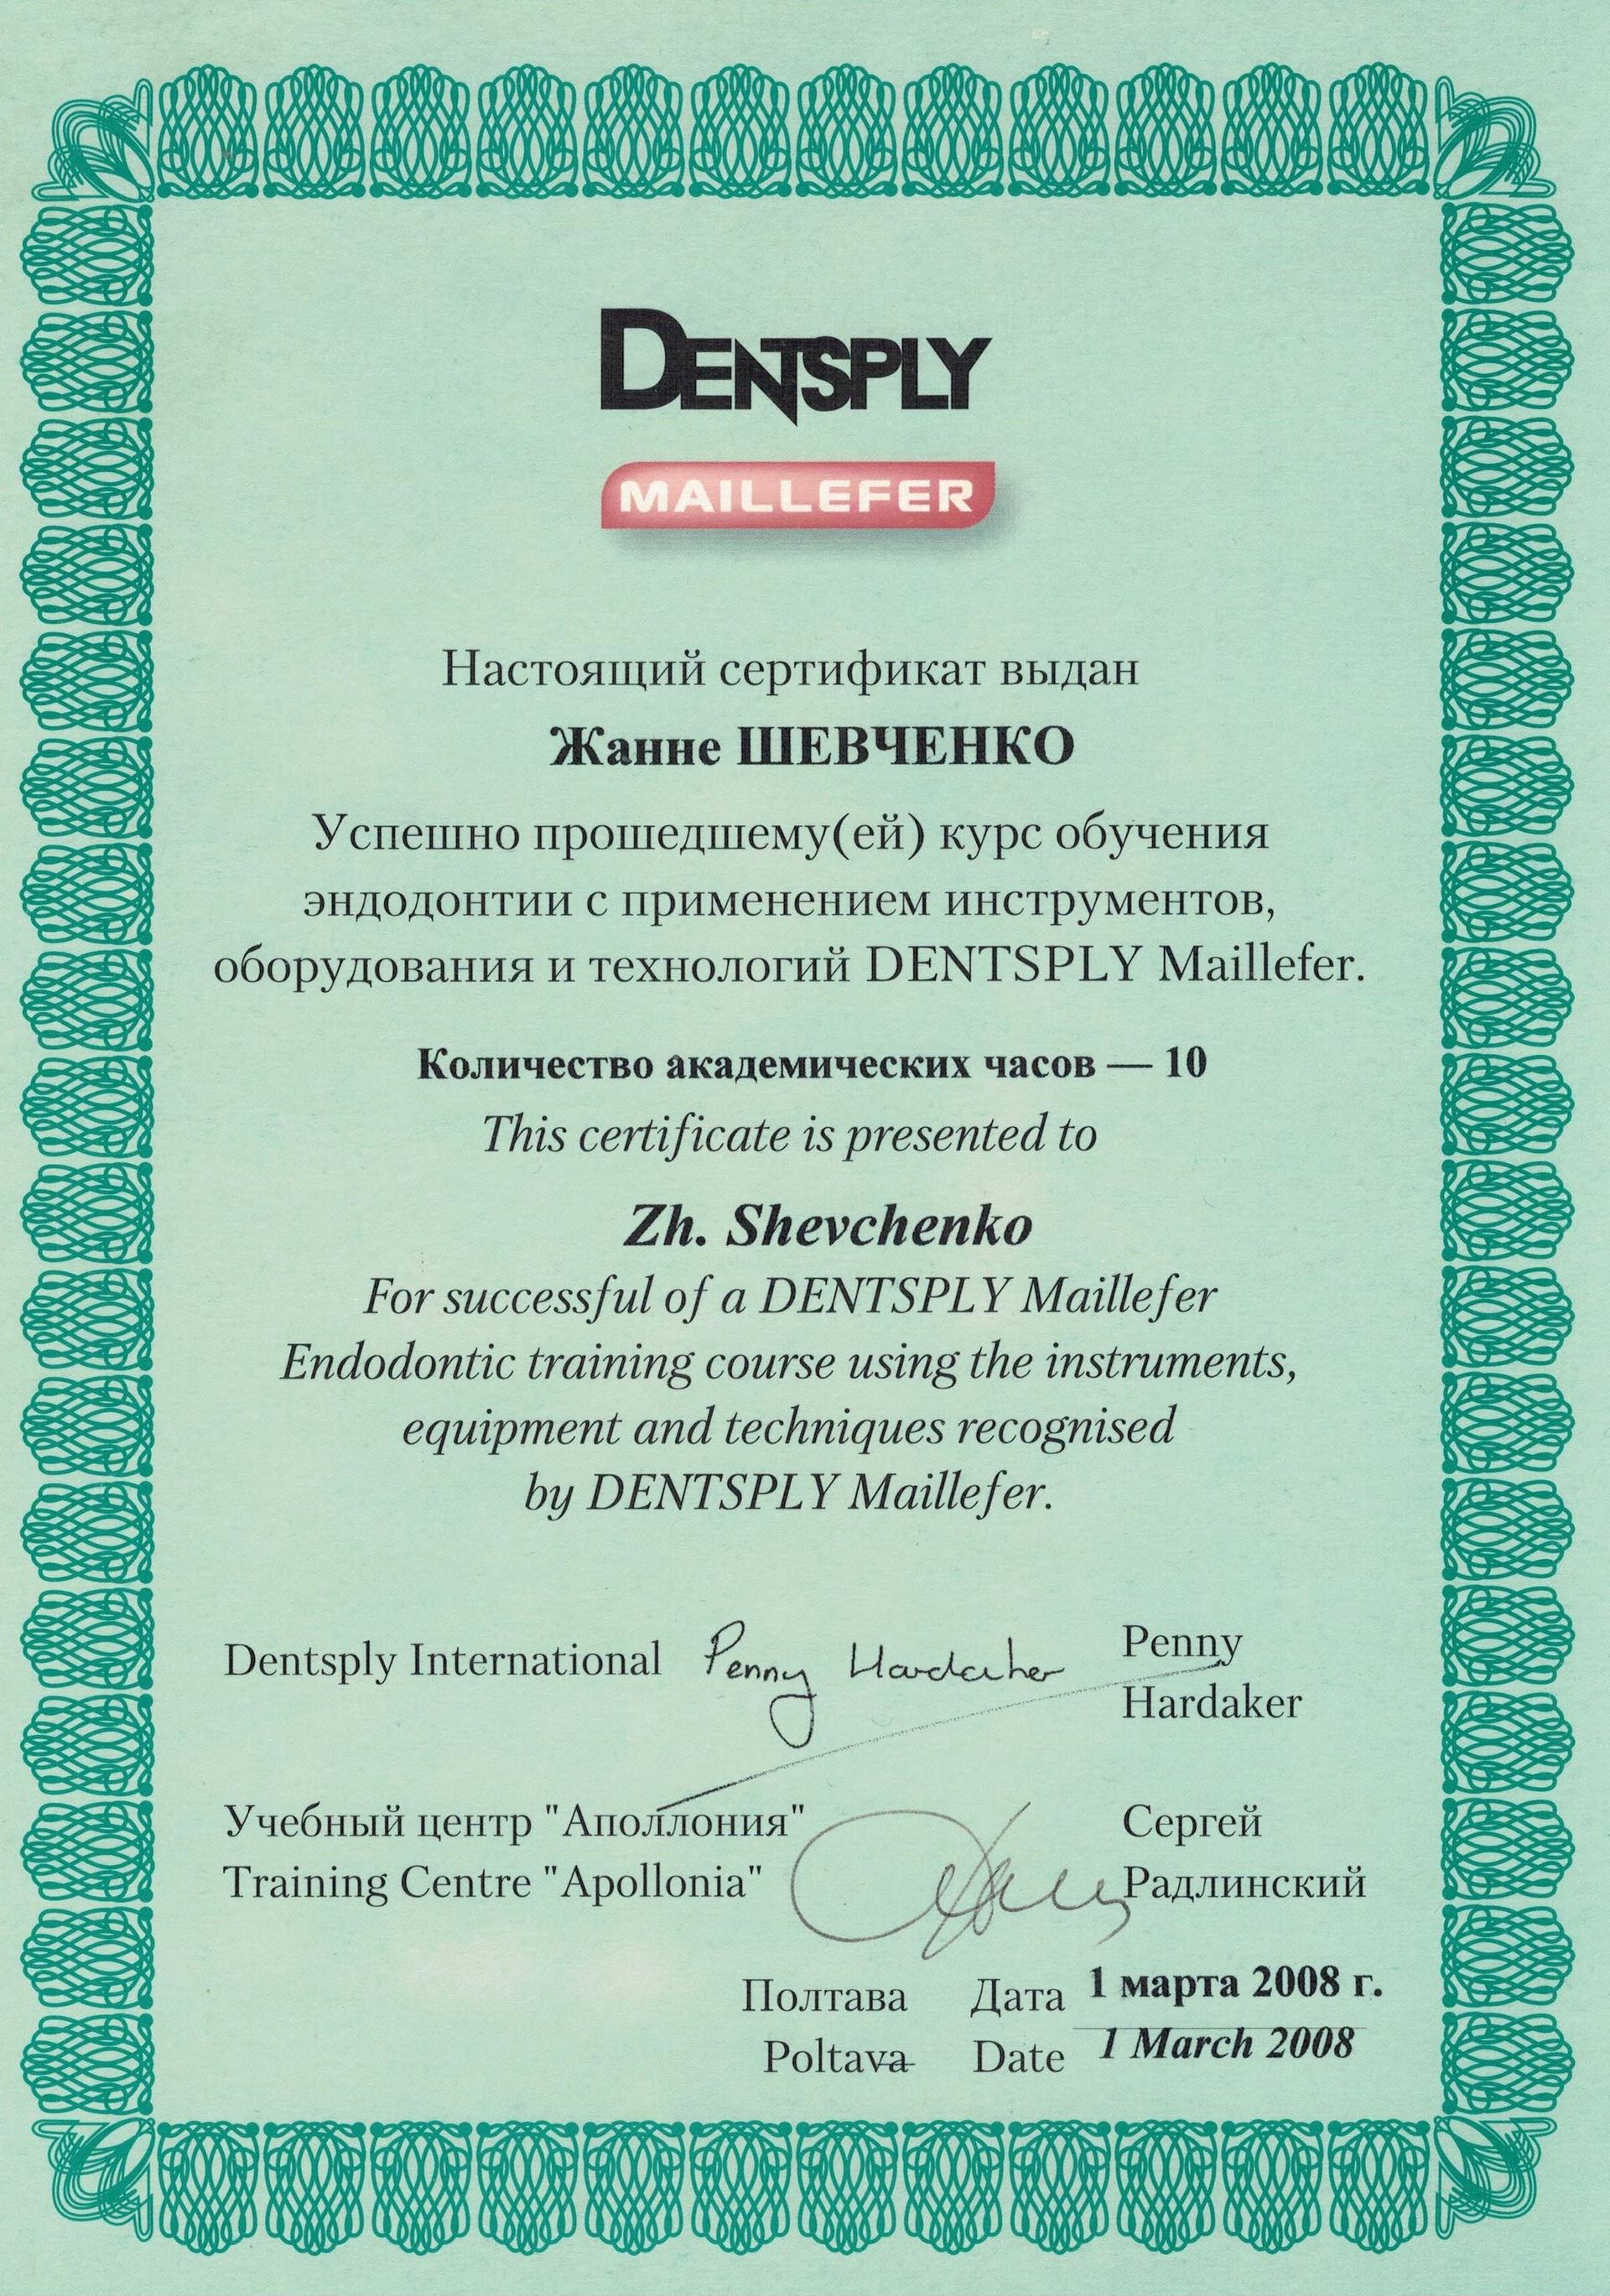 DENTSPLY
MAILLEFER
Настоящий сертификат выдан
Жанне ШЕВЧЕНКО
Успешно прошедшему(ей) курс обучения
эндодонтии с применением инструментов,
оборудования и технологий DENTSPLY Maillefer.
Количество академических часов — 10
This certificate is presented to
Zh. Shevchenko
For successful of a DENTSPLY Maillefer
Endodontic training course using the instruments,
equipment and techniques recognised
by DENTSPLY Maillefer.
Dentsply International Penny Hardaker Penny
Hardaker
Учебный центр "Аполлония" Сергей
Training Centre "Apollonia" Радлинский
Полтава Дата 1 марта 2008 г.
Poltava Date 1 March 2008